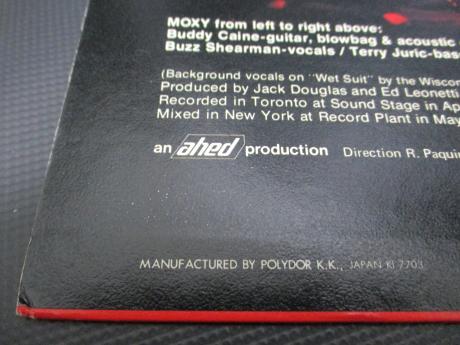 MOXY from left to right above:
Buddy Caine-guitar, blowbag & acoustic
Buzz Shearman-vocals / Terry Juric-bas
(Background vocals on "Wet Suit" by the Wiscon
Produced by Jack Douglas and Ed Leonetti
Recorded in Toronto at Sound Stage in Ap
Mixed in New York at Record Plant in May
an ahed production Direction R. Paquin
MANUFACTURED BY POLYDOR K.K., JAPAN KI 7703